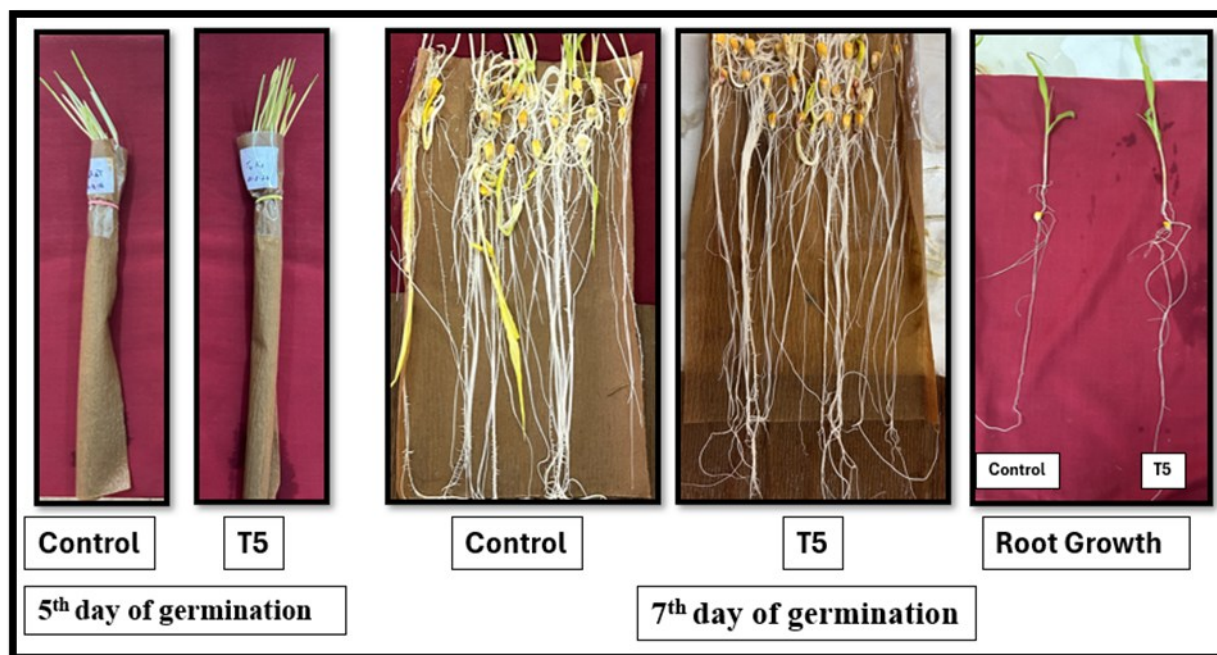 Control
T5
Control
T5
Control
T5
Root Growth
5th day of germination
7th day of germination